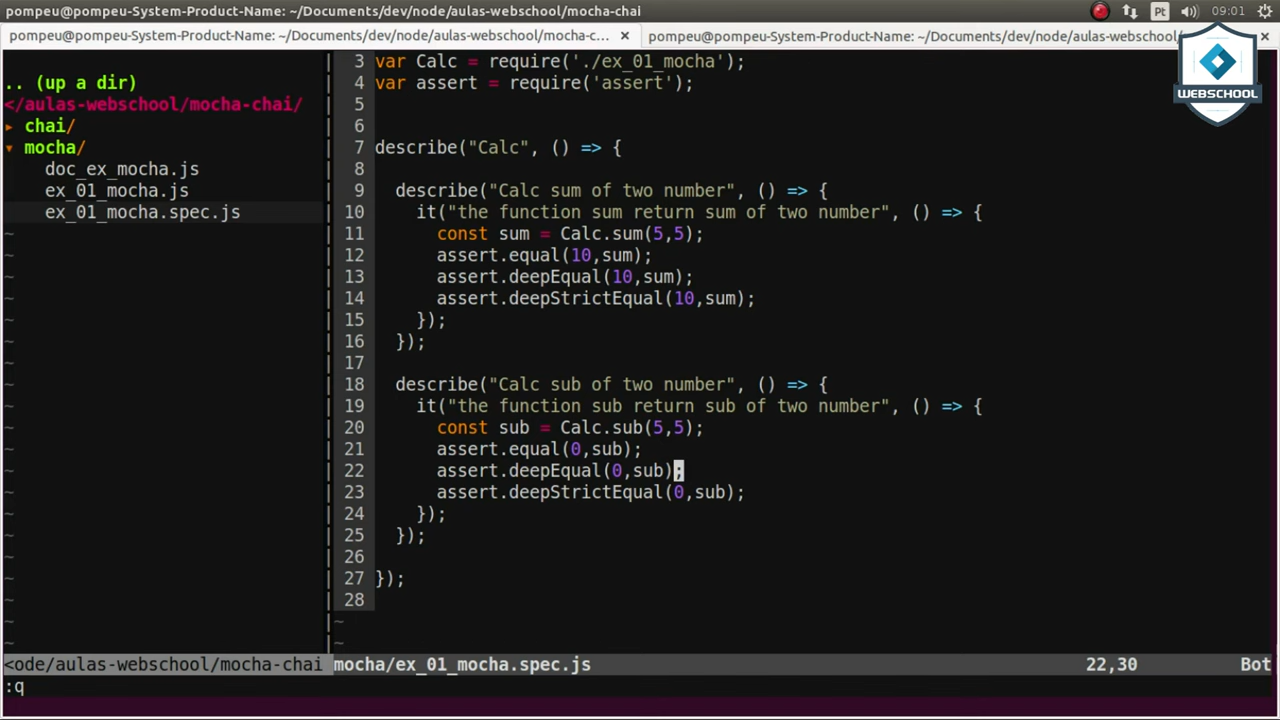 pompeu@pompeu-System-Product-Name: ~/Documents/dev/node/aulas-webschool/mocha-chai
Pt
09:01
pompeu@pompeu-System-Product-Name: ~/Documents/dev/node/aulas-webschool/mocha-c...
pompeu@pompeu-System-Product-Name: ~/Documents/dev/node/aulas-webschool/
WEBSCHOOL
.. (up a dir)
</aulas-webschool/mocha-chai/
▸ chai/
▾ mocha/
doc_ex_mocha.js
ex_01_mocha.js
ex_01_mocha.spec.js
3 var Calc = require('./ex_01_mocha');
4 var assert = require('assert');
5
6
7 describe("Calc", () => {
8
9 describe("Calc sum of two number", () => {
10 it("the function sum return sum of two number", () => {
11 const sum = Calc.sum(5,5);
12 assert.equal(10,sum);
13 assert.deepEqual(10,sum);
14 assert.deepStrictEqual(10,sum);
15 });
16 });
17
18 describe("Calc sub of two number", () => {
19 it("the function sub return sub of two number", () => {
20 const sub = Calc.sub(5,5);
21 assert.equal(0,sub);
22 assert.deepEqual(0,sub);
23 assert.deepStrictEqual(0,sub);
24 });
25 });
26
27 });
28
<ode/aulas-webschool/mocha-chai mocha/ex_01_mocha.spec.js 22,30 Bot
:q